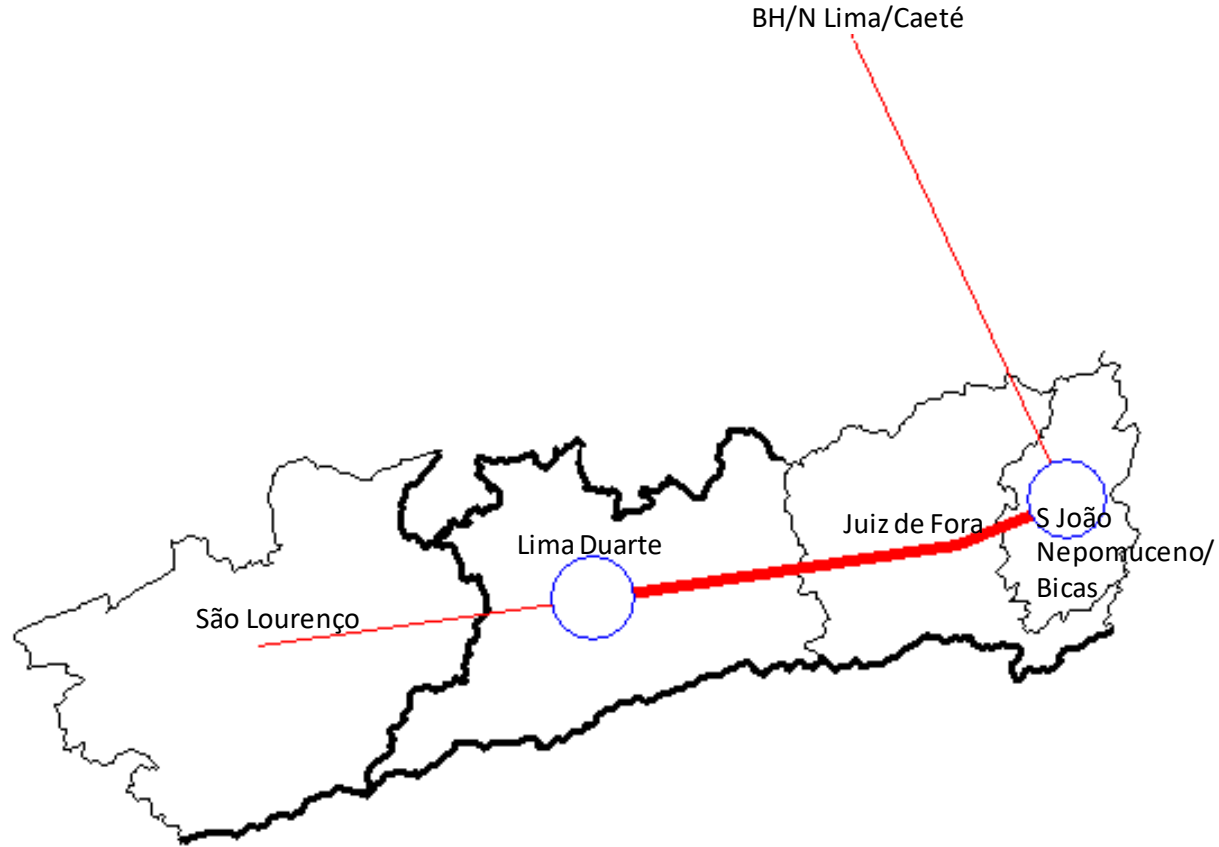 BH/N Lima/Caeté
Juiz de Fora
S João
Nepomuceno/
Bicas
Lima Duarte
São Lourenço